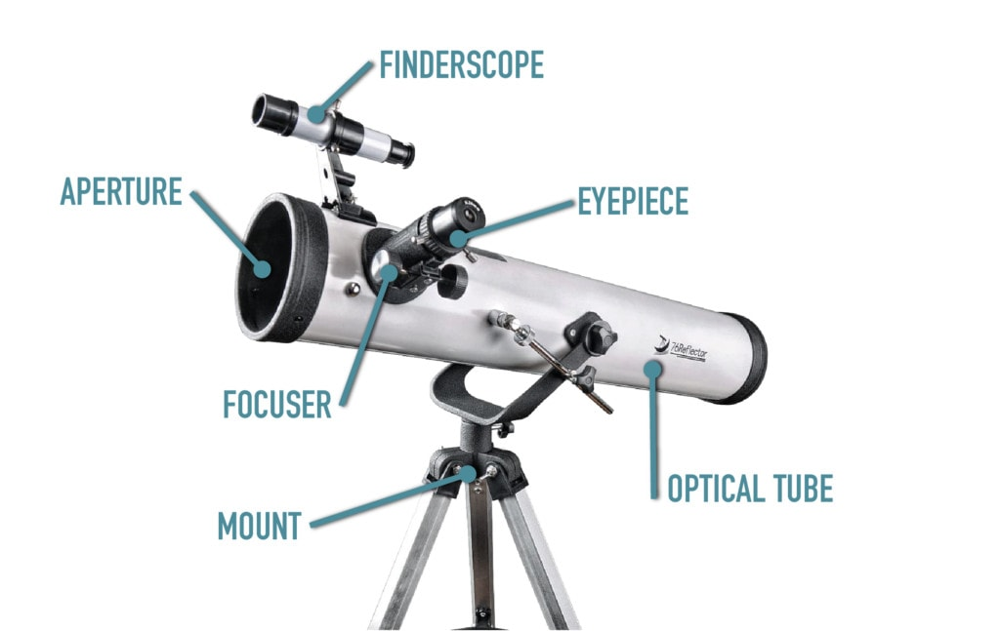 FINDERSCOPE
APERTURE
EYEPIECE
76Reflector
FOCUSER
OPTICAL TUBE
MOUNT